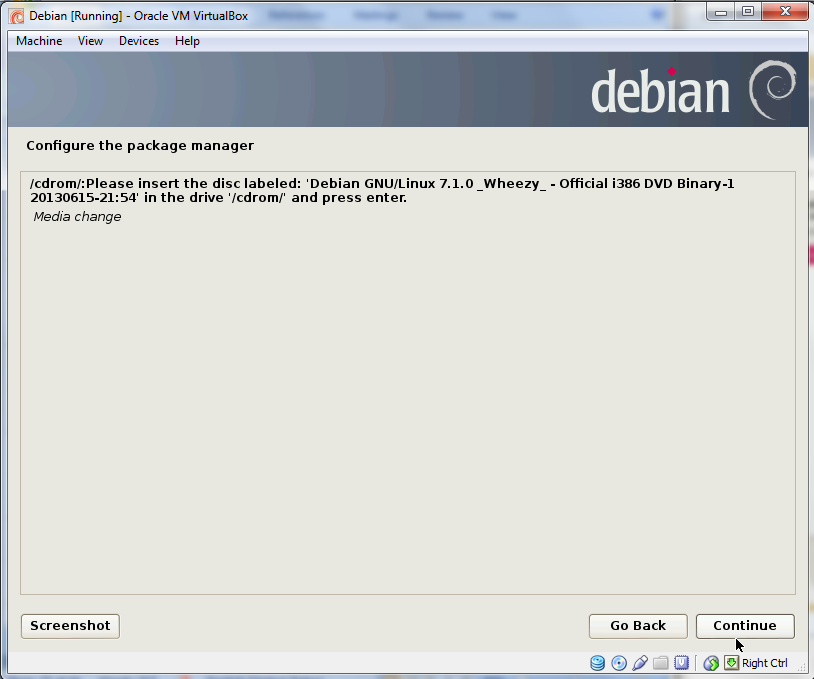 Debian [Running] - Oracle VM VirtualBox
Machine View Devices Help
debian
Configure the package manager
/cdrom/:Please insert the disc labeled: 'Debian GNU/Linux 7.1.0 _Wheezy_ - Official i386 DVD Binary-1
20130615-21:54' in the drive '/cdrom/' and press enter.
Media change
Screenshot Go Back Continue
Right Ctrl